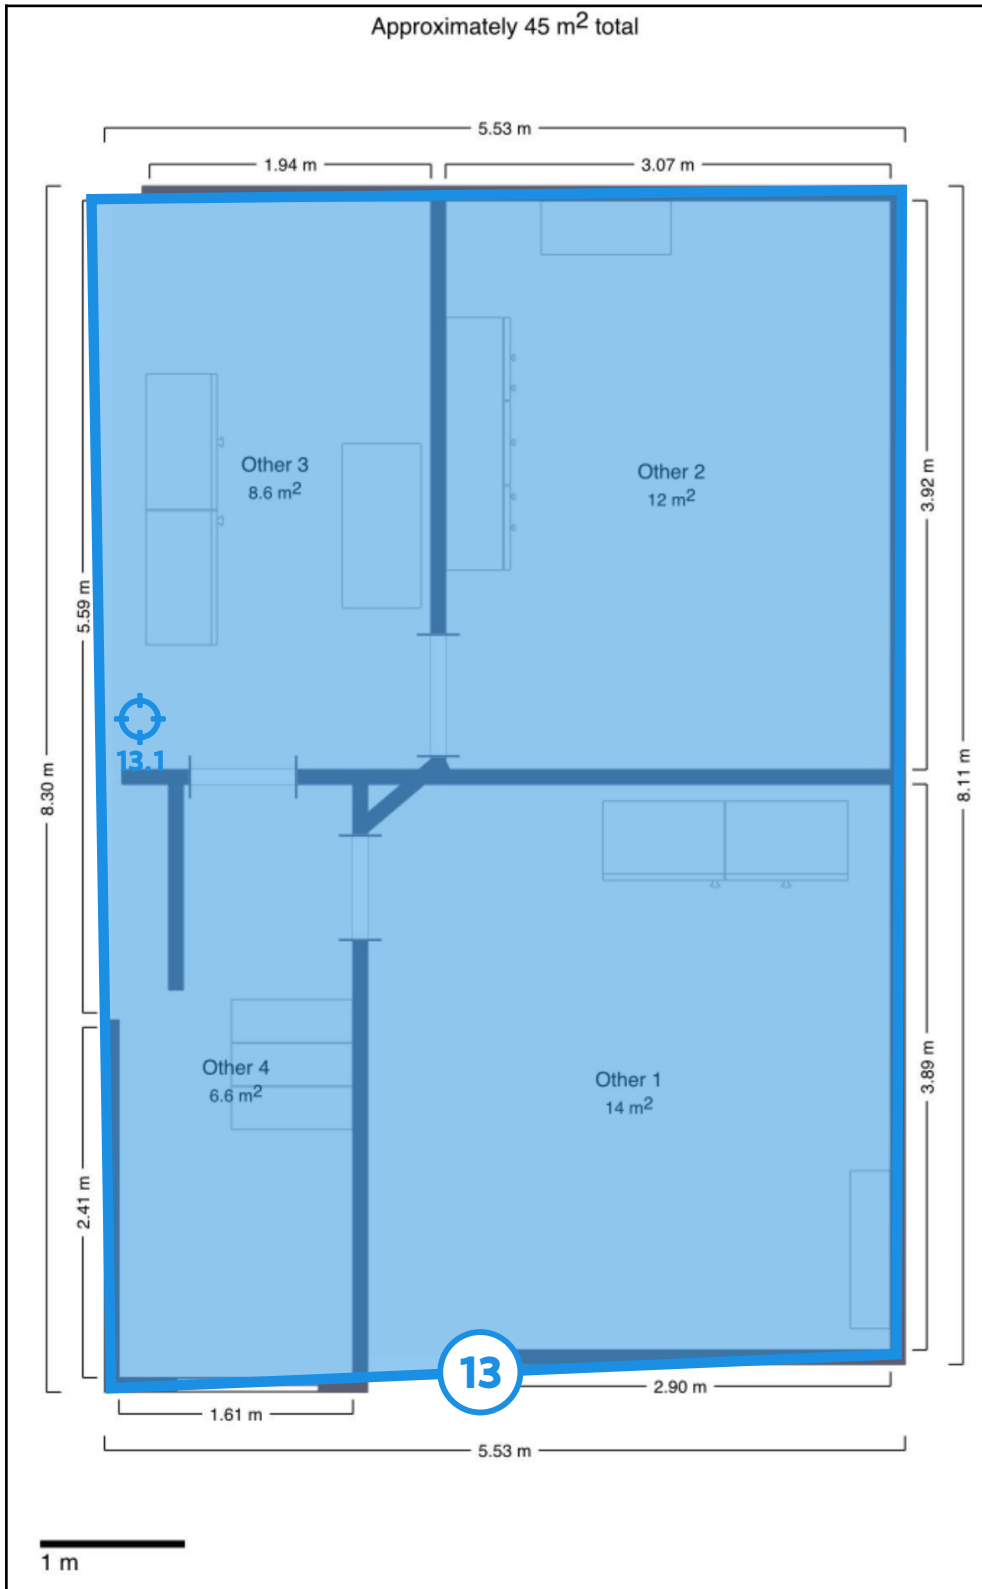 Approximately 45 m² total
5.53 m
1.94 m
3.07 m
Other 3
8.6 m²
Other 2
12 m²
3.92 m
5.59 m
13.1
8.30 m
8.11 m
Other 4
6.6 m²
Other 1
14 m²
3.89 m
2.41 m
13
2.90 m
1.61 m
5.53 m
1 m